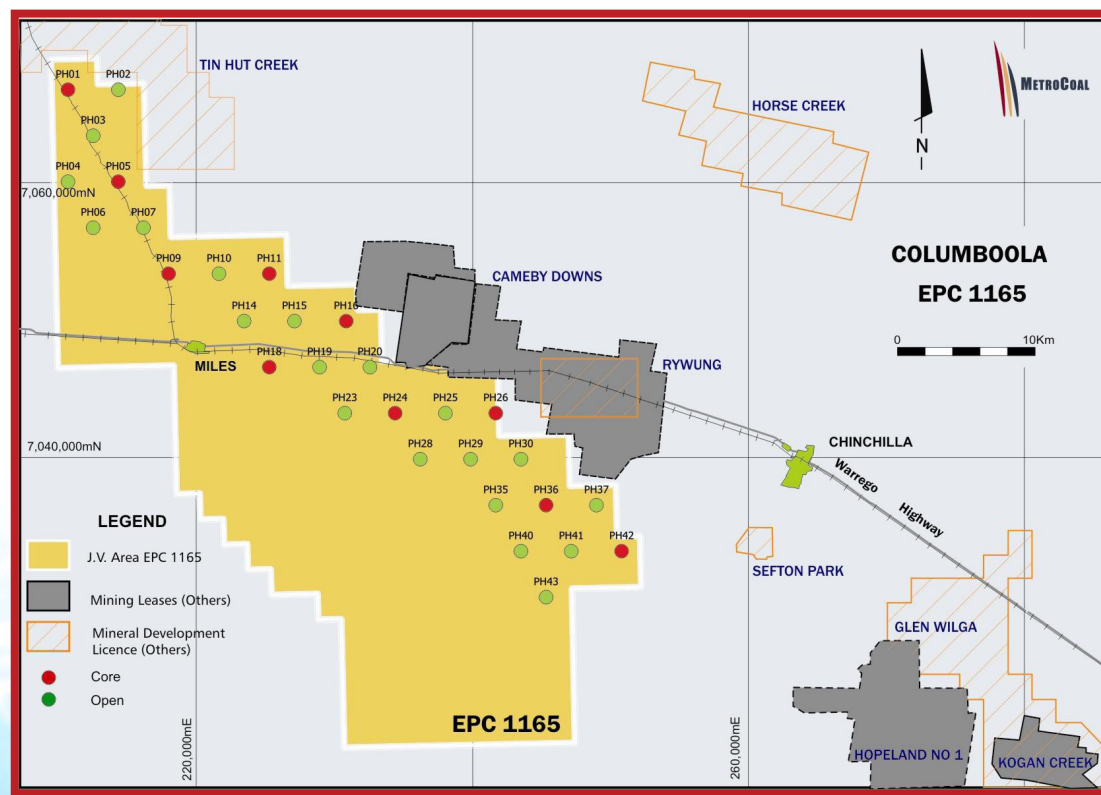 PH01
PH02
TIN HUT CREEK
HORSE CREEK
METROCOAL
N
PH03
PH04
PH05
7,060,000mN
PH06
PH07
PH09
PH10
PH11
CAMEBY DOWNS
COLUMBOOLA
EPC 1165
PH14
PH15
PH16
0
10Km
MILES
PH18
PH19
PH20
RYWUNG
PH23
PH24
PH25
PH26
7,040,000mN
PH28
PH29
PH30
CHINCHILLA
Warrego
Highway
PH35
PH36
PH37
LEGEND
J.V. Area EPC 1165
Mining Leases (Others)
Mineral Development
Licence (Others)
Core
Open
PH40
PH41
PH42
SEFTON PARK
PH43
GLEN WILGA
EPC 1165
220,000mE
260,000mE
HOPELAND NO 1
KOGAN CREEK